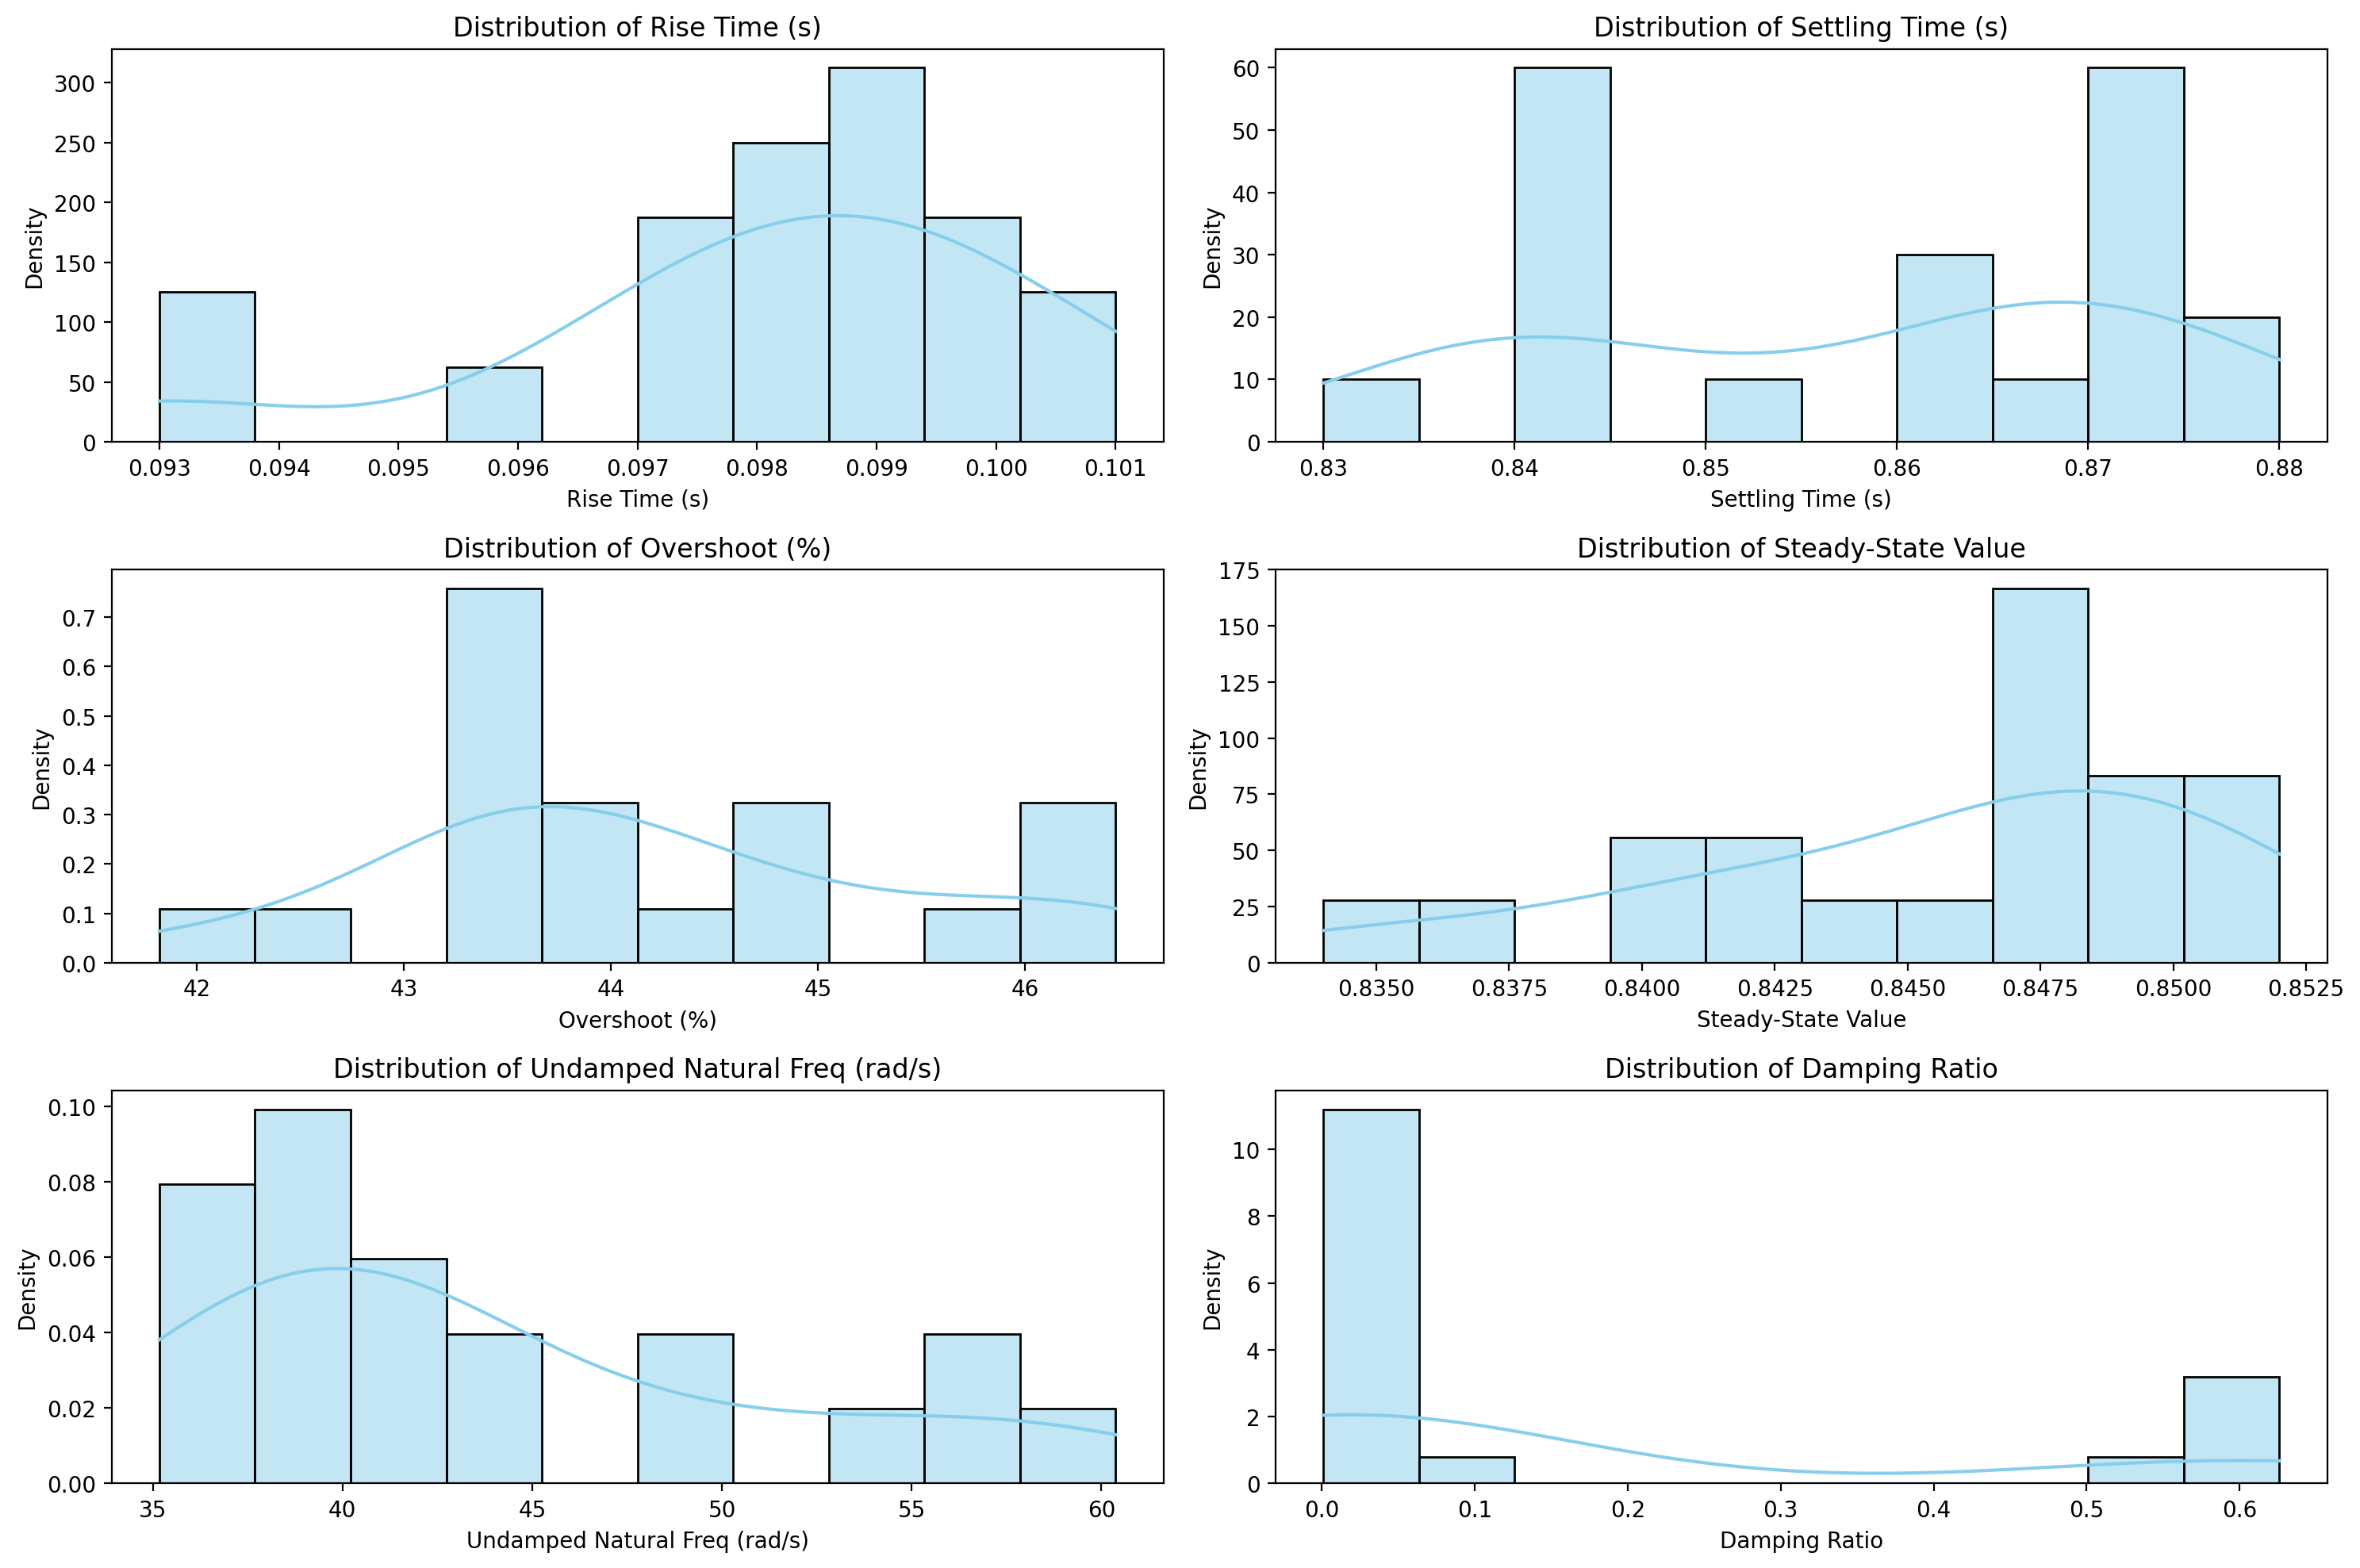 Distribution of Rise Time (s)
Density
0
50
100
150
200
250
300
0.093 0.094 0.095 0.096 0.097 0.098 0.099 0.100 0.101
Rise Time (s)
Distribution of Settling Time (s)
Density
0
10
20
30
40
50
60
0.83 0.84 0.85 0.86 0.87 0.88
Settling Time (s)
Distribution of Overshoot (%)
Density
0.0
0.1
0.2
0.3
0.4
0.5
0.6
0.7
42 43 44 45 46
Overshoot (%)
Distribution of Steady-State Value
Density
0
25
50
75
100
125
150
175
0.8350 0.8375 0.8400 0.8425 0.8450 0.8475 0.8500 0.8525
Steady-State Value
Distribution of Undamped Natural Freq (rad/s)
Density
0.00
0.02
0.04
0.06
0.08
0.10
35 40 45 50 55 60
Undamped Natural Freq (rad/s)
Distribution of Damping Ratio
Density
0
2
4
6
8
10
0.0 0.1 0.2 0.3 0.4 0.5 0.6
Damping Ratio